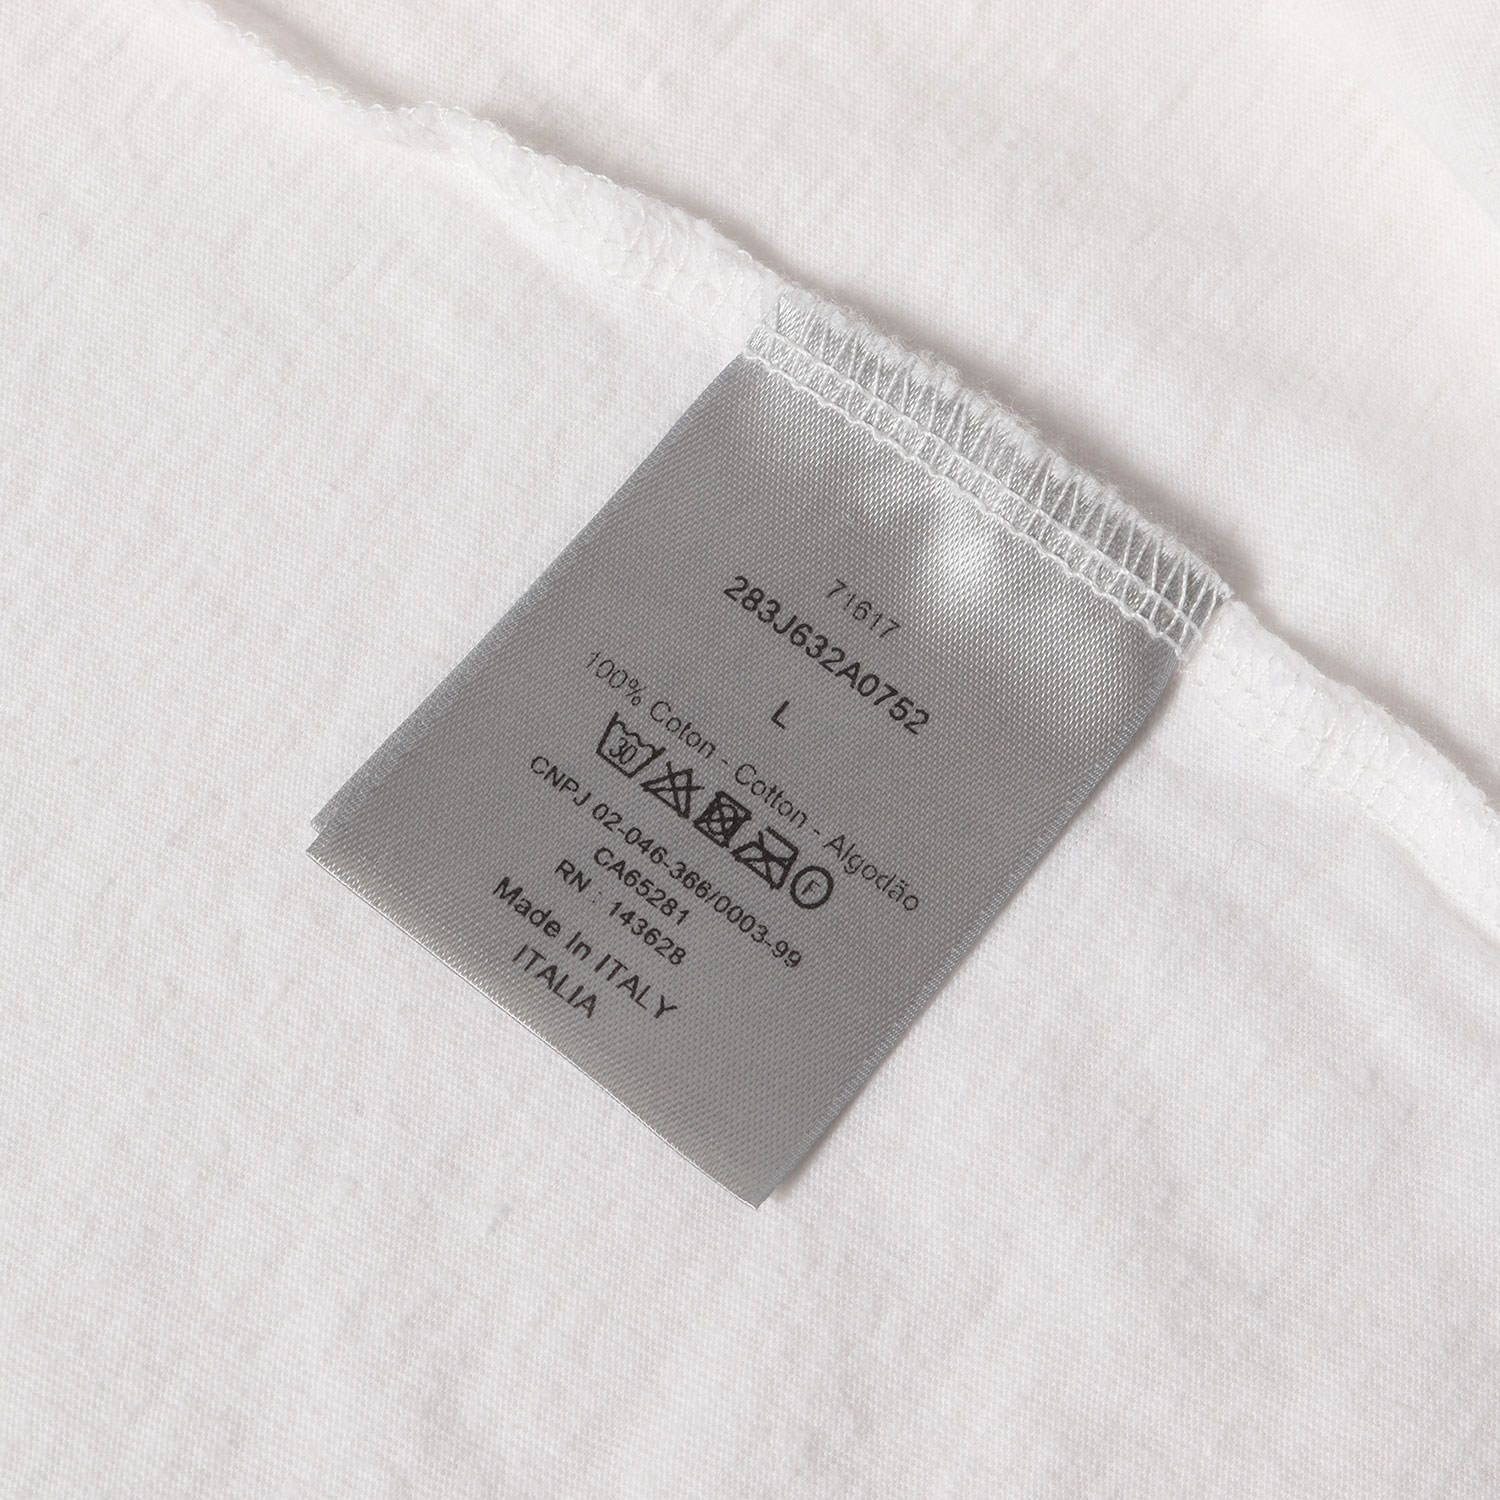 71617
283J632A0752
L
100% Coton - Cotton - Algodão
30 F
CNPJ 02-046-366/0003-99
CA65281
RN : 143628
Made In ITALY
ITALIA